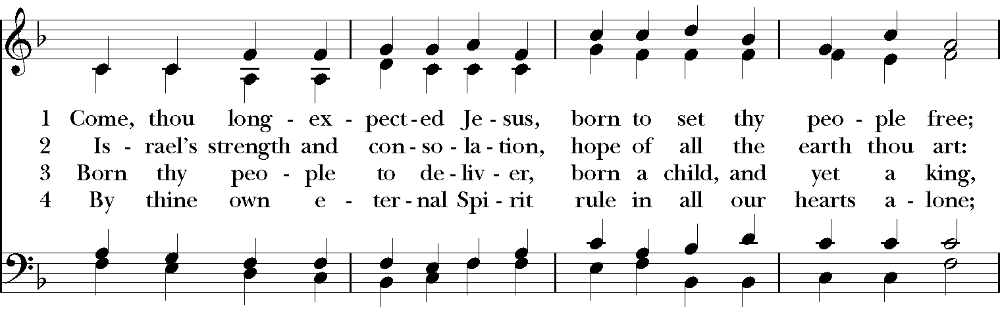 1 Come, thou long - ex - pect - ed Je - sus, born to set thy peo - ple free;
2 Is - rael's strength and con - so - la - tion, hope of all the earth thou art:
3 Born thy peo - ple to de - liv - er, born a child, and yet a king,
4 By thine own e - ter - nal Spi - rit rule in all our hearts a - lone;